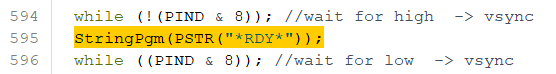 594 while (!(PIND & 8)); //wait for high -> vsync
595 StringPgm(PSTR("*RDY*"));
596 while ((PIND & 8)); //wait for low -> vsync